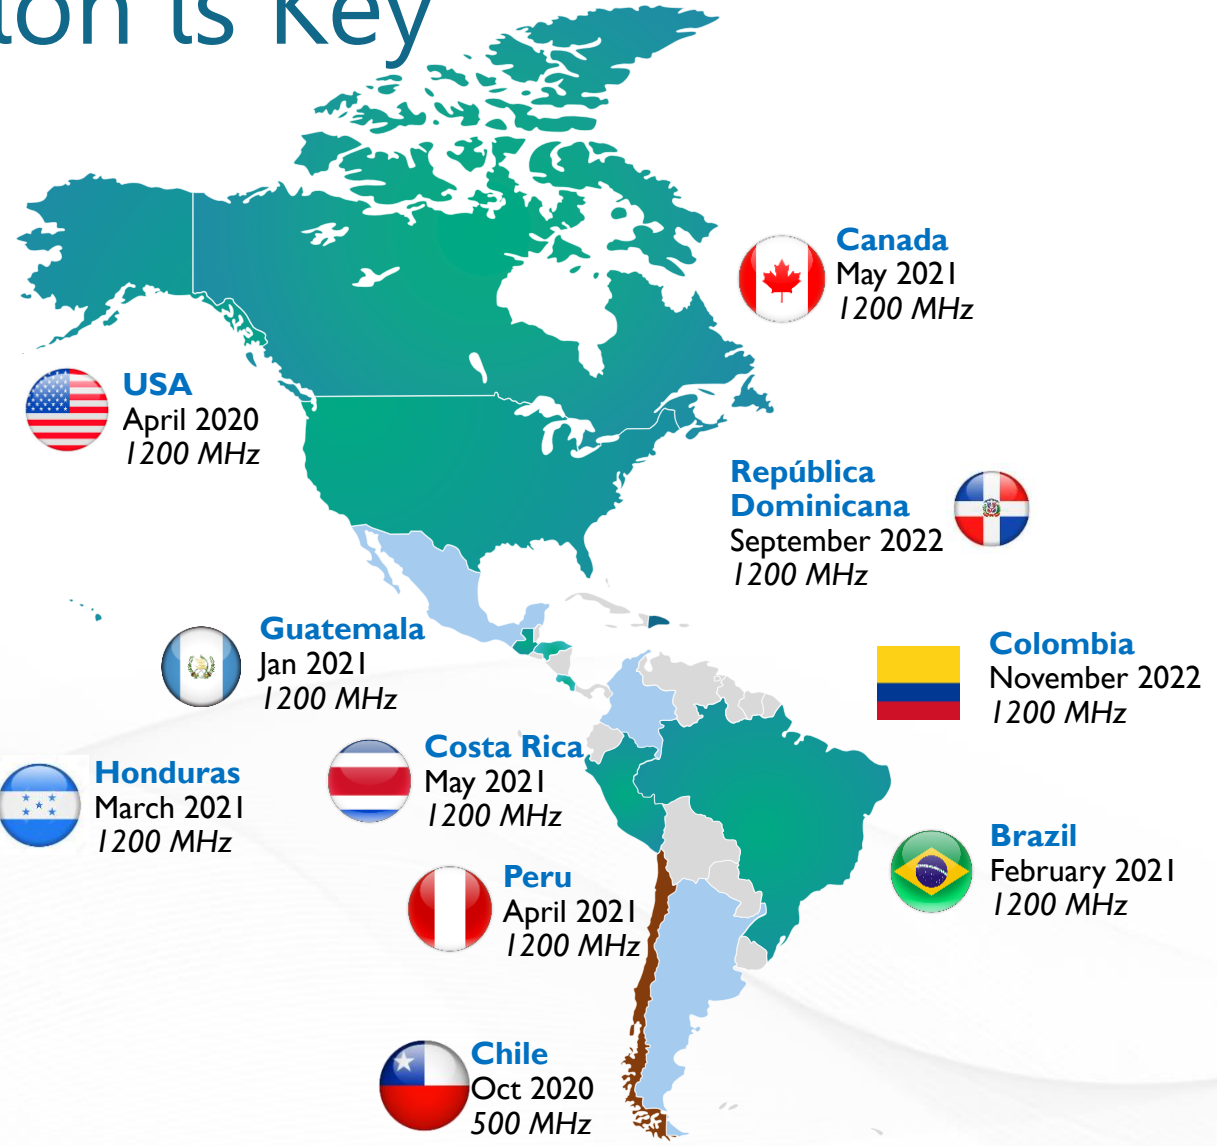 is Key
Canada
May 2021
1200 MHz
USA
April 2020
1200 MHz
República
Dominicana
September 2022
1200 MHz
Guatemala
Jan 2021
1200 MHz
Colombia
November 2022
1200 MHz
Costa Rica
May 2021
1200 MHz
Honduras
March 2021
1200 MHz
Brazil
February 2021
1200 MHz
Peru
April 2021
1200 MHz
Chile
Oct 2020
500 MHz